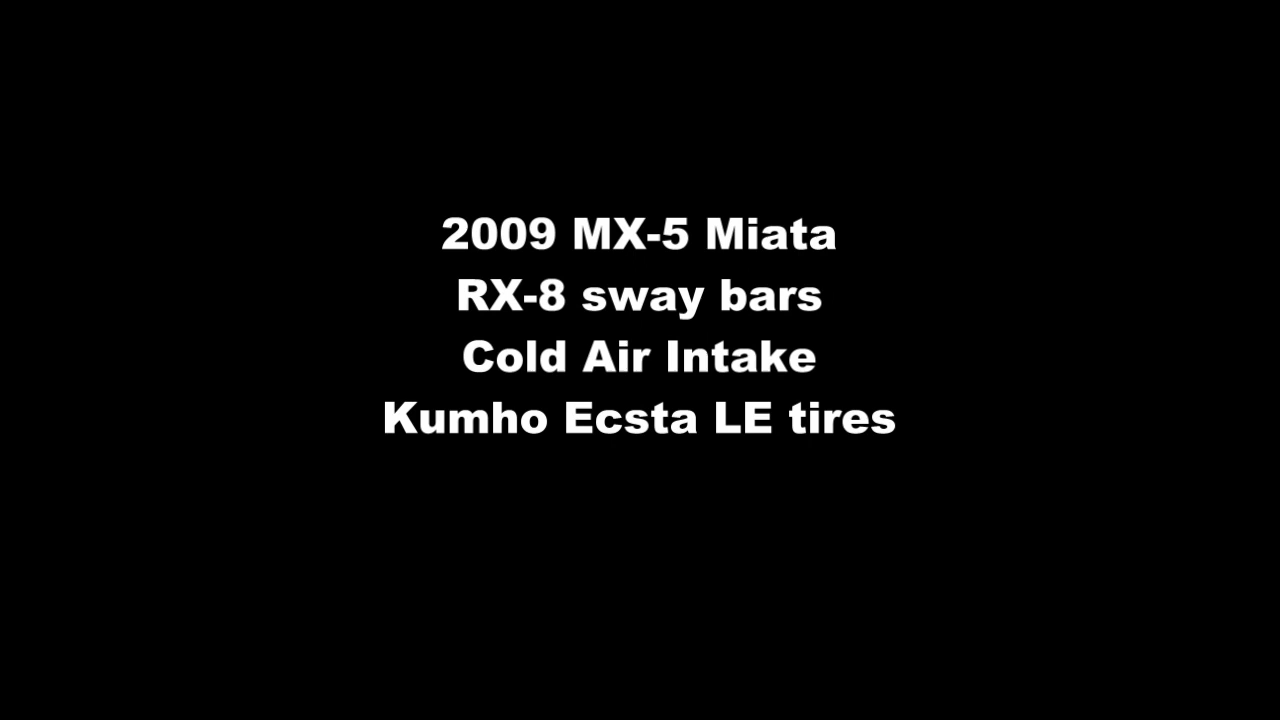 2009 MX-5 Miata
RX-8 sway bars
Cold Air Intake
Kumho Ecsta LE tires